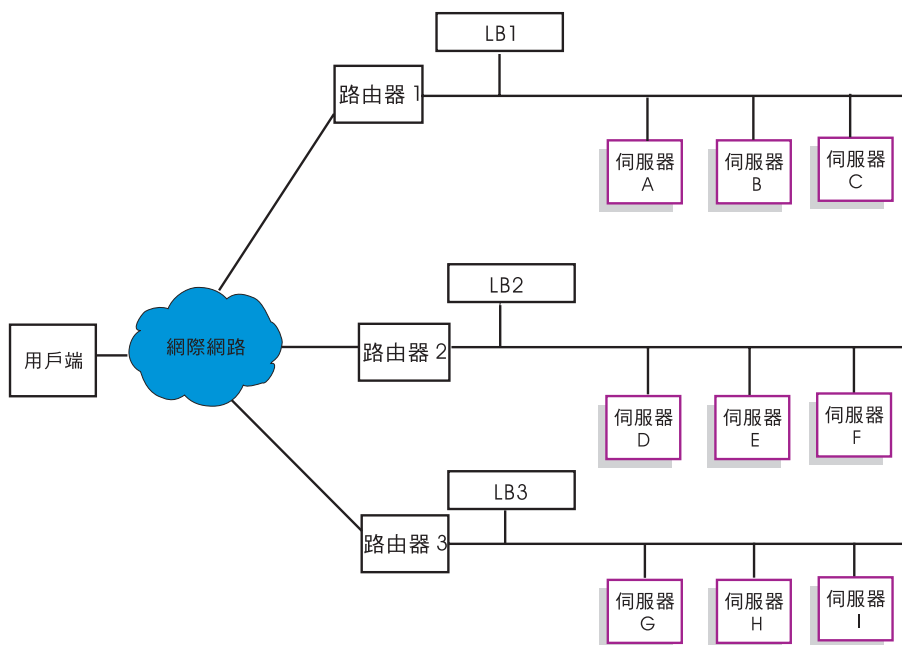 LB1
路由器 1
伺服器
A
伺服器
B
伺服器
C
LB2
網際網路
用戶端
路由器 2
伺服器
D
伺服器
E
伺服器
F
LB3
路由器 3
伺服器
G
伺服器
H
伺服器
I